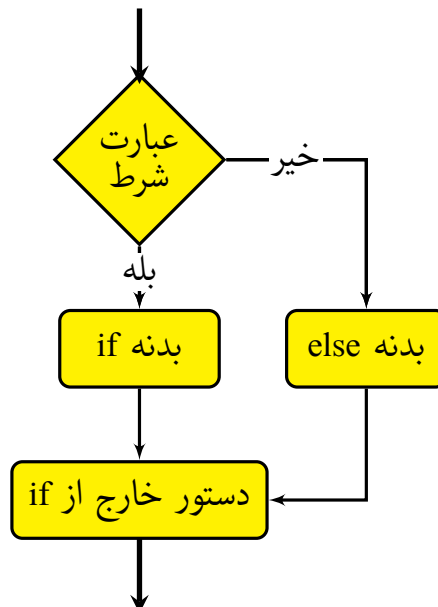 عبارت
شرط
خیر
بله
بدنه if
بدنه else
دستور خارج از if